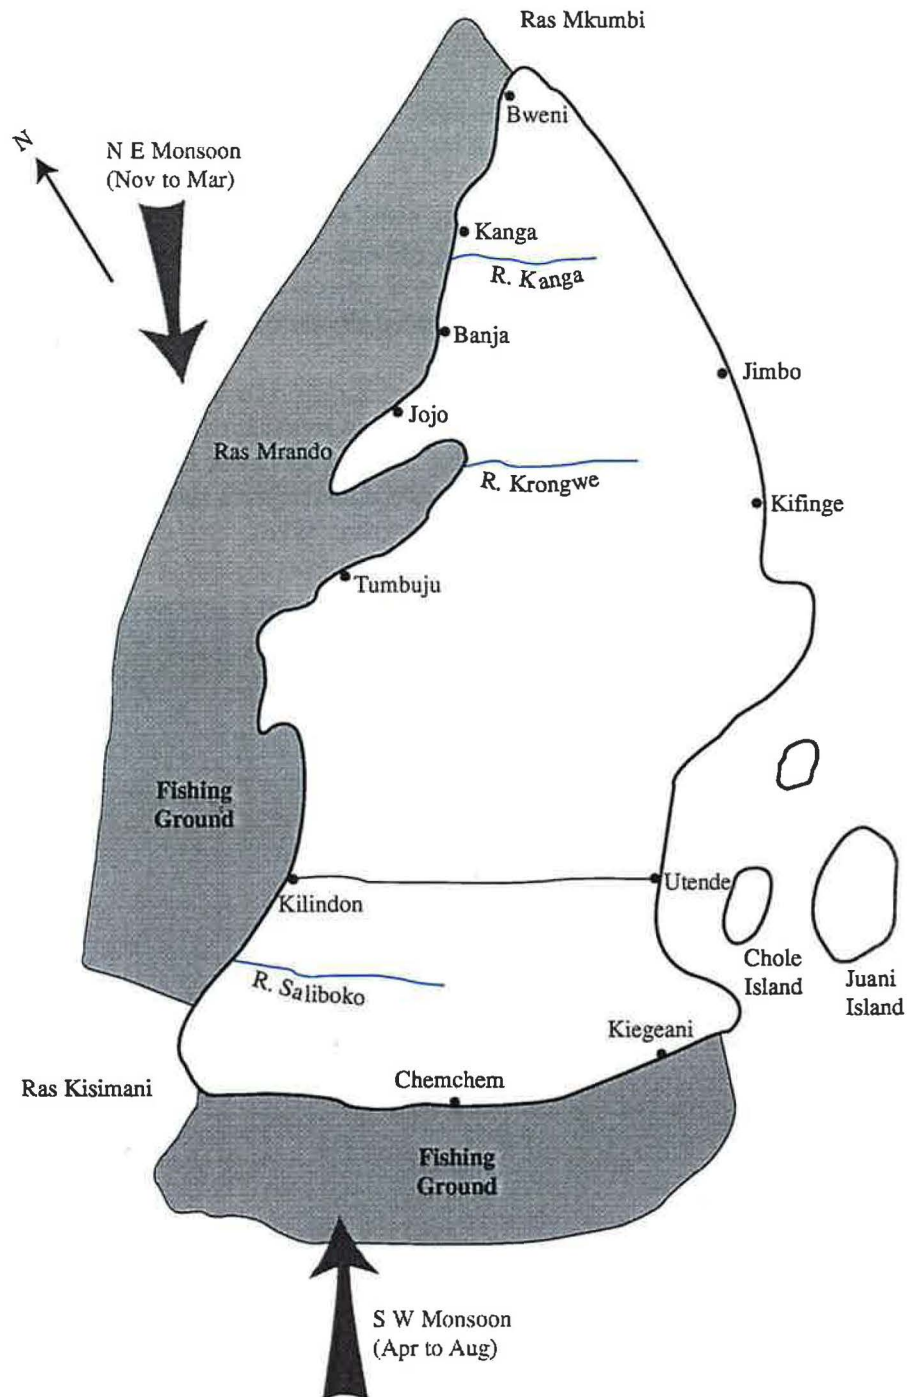 Ras Mkumbi
Bweni
N
N E Monsoon
(Nov to Mar)
Kanga
R. Kanga
Banja
Jimbo
Jojo
Ras Mrando
R. Krongwe
Kifinge
Tumbuju
Fishing
Ground
Utende
Kilindon
Chole
Island
Juani
Island
R. Saliboko
Kiegeani
Ras Kisimani
Chemchem
Fishing
Ground
S W Monsoon
(Apr to Aug)